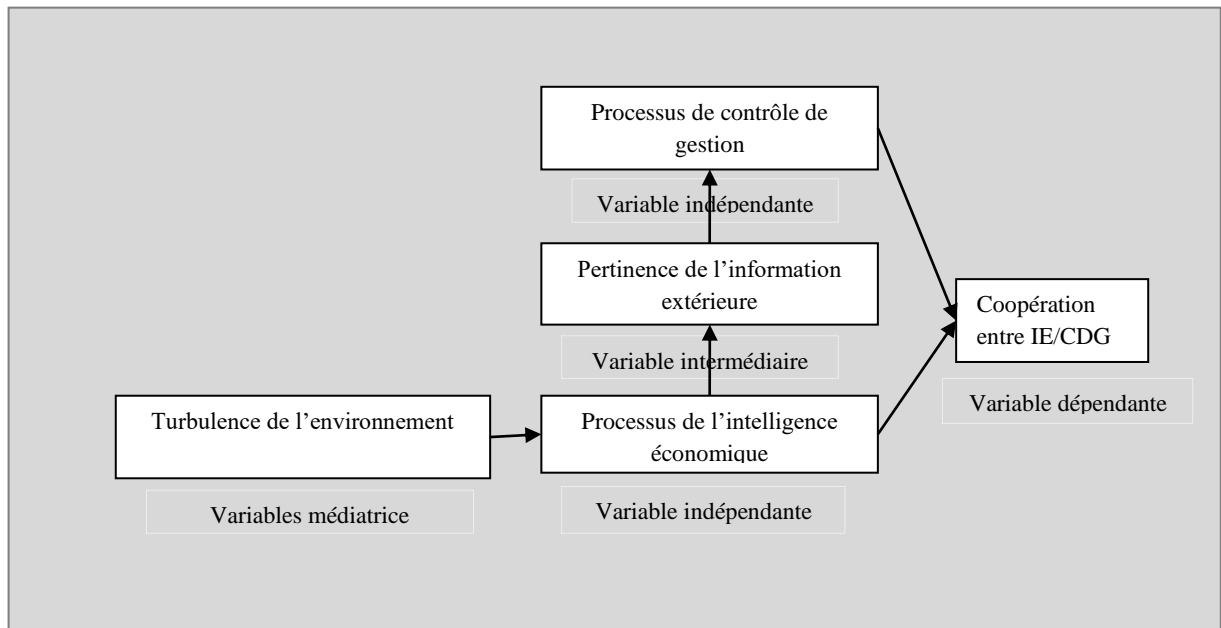 Processus de contrôle de
gestion
Variable indépendante
Pertinence de l'information
extérieure
Variable intermédiaire
Coopération
entre IE/CDG
Variable dépendante
Turbulence de l'environnement
Variables médiatrice
Processus de l'intelligence
économique
Variable indépendante